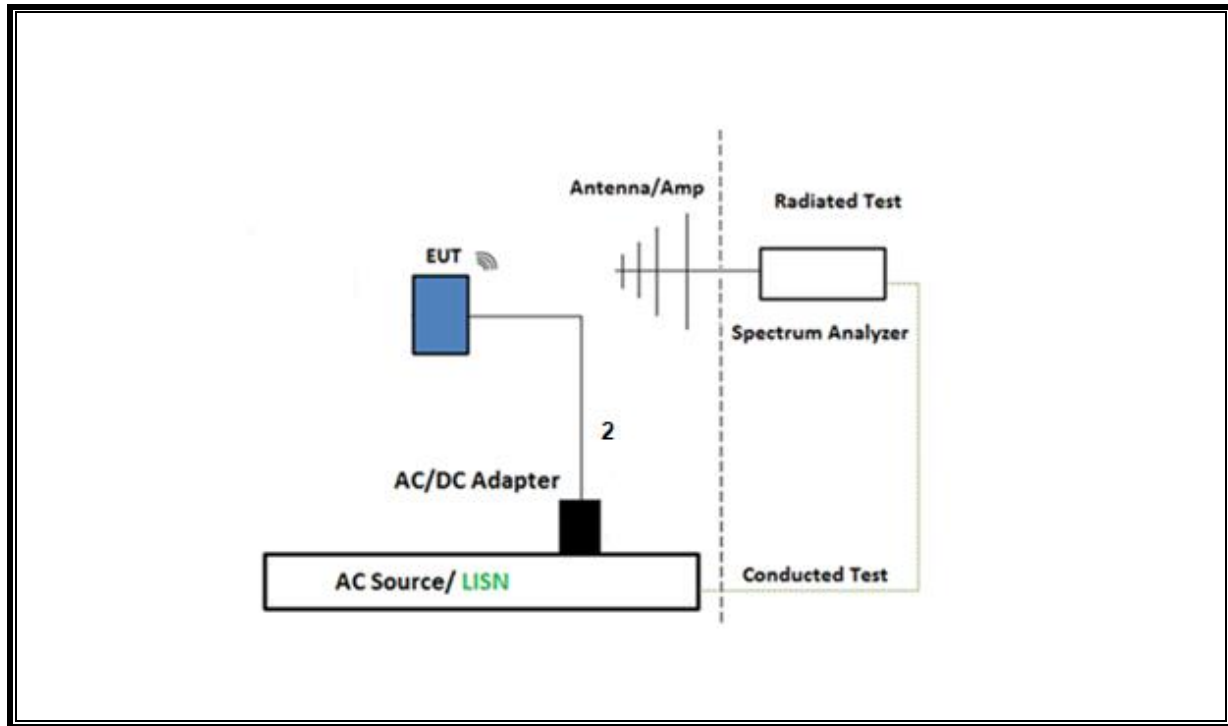 Antenna/Amp
Radiated Test
EUT
Spectrum Analyzer
2
AC/DC Adapter
AC Source/ LISN
Conducted Test